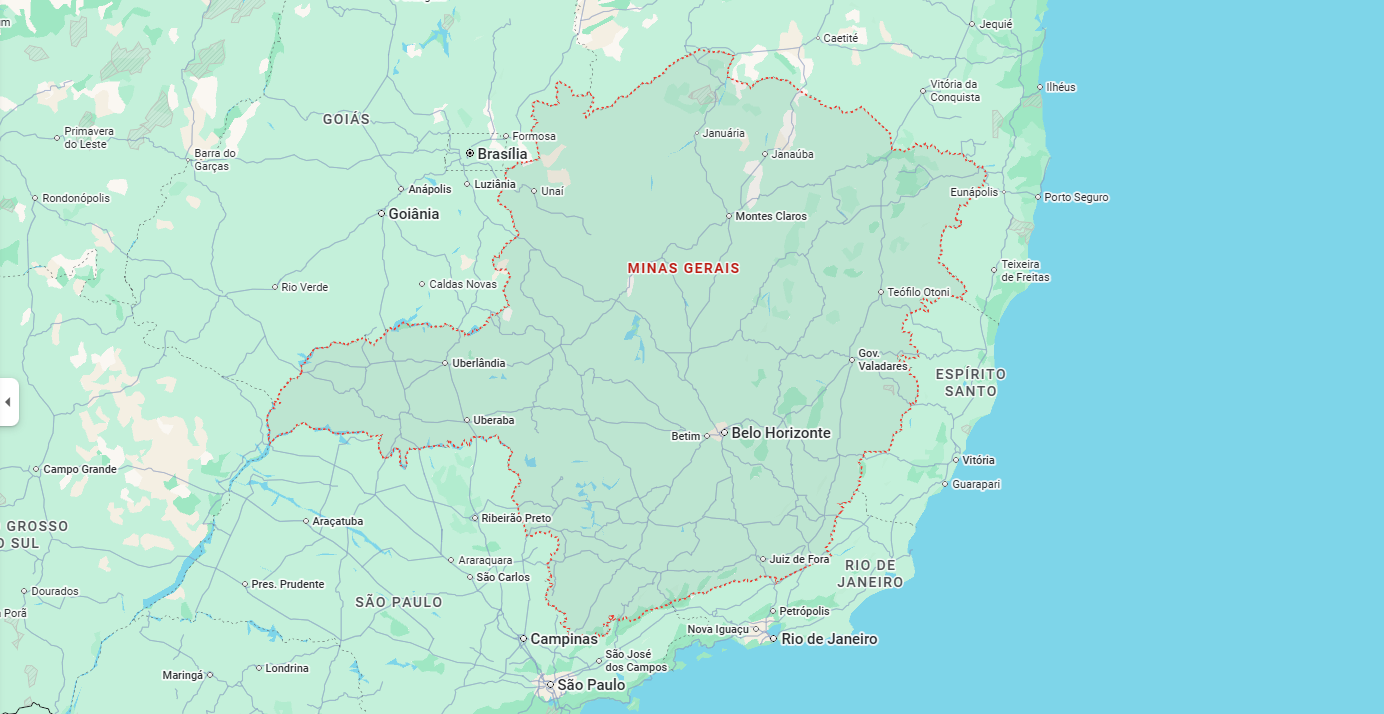 Jequié
Caetité
Vitória da
Conquista
Ilhéus
GOIÁS
Primavera
do Leste
Formosa
Januária
Barra do
Garças
Brasília
Janaúba
Anápolis
Luziânia
Unaí
Eunápolis
Porto Seguro
Rondonópolis
Goiânia
Montes Claros
MINAS GERAIS
Teixeira
de Freitas
Rio Verde
Caldas Novas
Teófilo Otoni
Uberlândia
Gov.
Valadares
ESPÍRITO
SANTO
Uberaba
Betim
Belo Horizonte
Campo Grande
Vitória
Guarapari
GROSSO
O SUL
Araçatuba
Ribeirão Preto
Araraquara
São Carlos
Juiz de Fora
RIO DE
JANEIRO
Dourados
Pres. Prudente
SÃO PAULO
Porã
Petrópolis
Nova Iguaçu
Rio de Janeiro
Campinas
São José
dos Campos
Maringá
Londrina
São Paulo